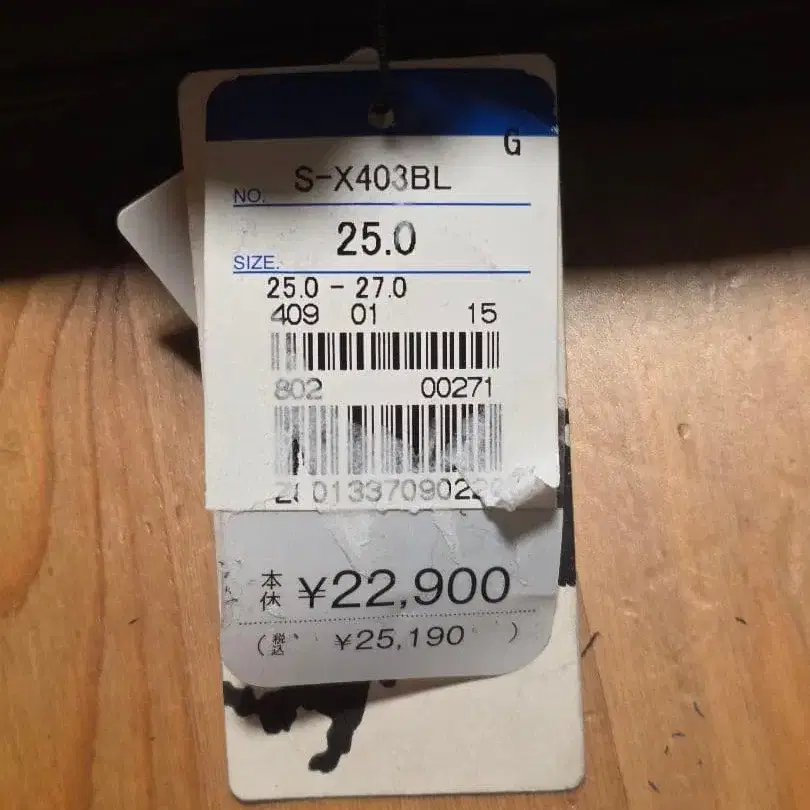 G
NO. S-X403BL
SIZE. 25.0
25.0 - 27.0
409 01 15
802 00271
本体 ¥22,900
(税込 ¥25,190 )